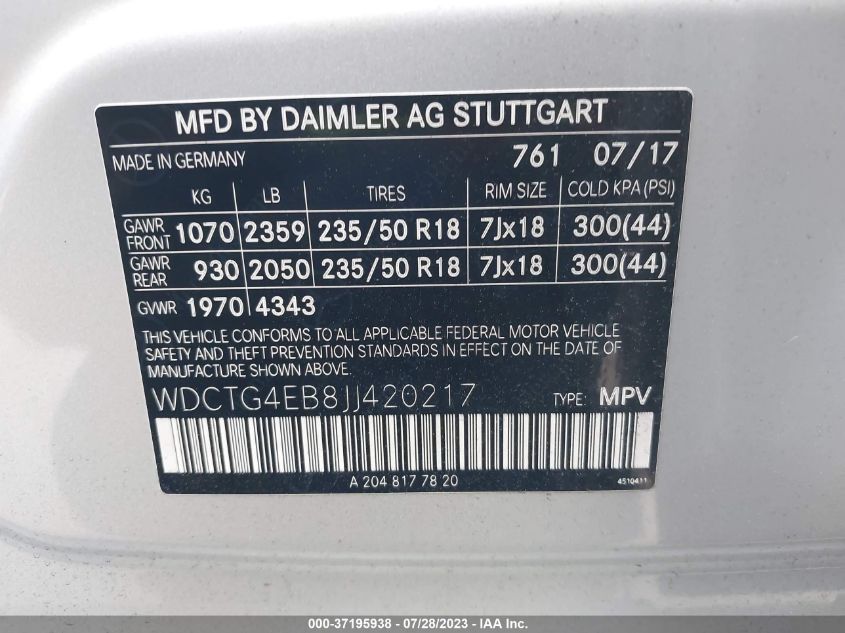 MFD BY DAIMLER AG STUTTGART
MADE IN GERMANY 761 07/17
KG LB TIRES RIM SIZE COLD KPA (PSI)
GAWR FRONT 1070 2359 235/50 R18 7Jx18 300(44)
GAWR REAR 930 2050 235/50 R18 7Jx18 300(44)
GVWR 1970 4343
THIS VEHICLE CONFORMS TO ALL APPLICABLE FEDERAL MOTOR VEHICLE
SAFETY AND THEFT PREVENTION STANDARDS IN EFFECT ON THE DATE OF
MANUFACTURE SHOWN ABOVE.
WDCTG4EB8JJ420217 TYPE: MPV
A 204 817 78 20 4510411
000-37195938 - 07/28/2023 - IAA Inc.